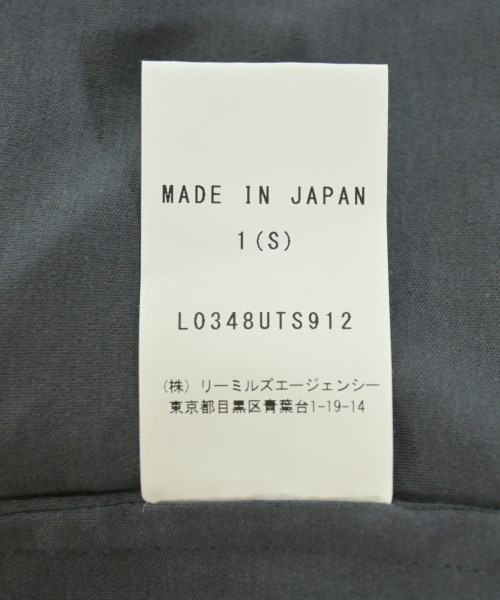 MADE IN JAPAN
1(S)
L0348UTS912
(株) リーミルズエージェンシー
東京都目黒区青葉台1-19-14